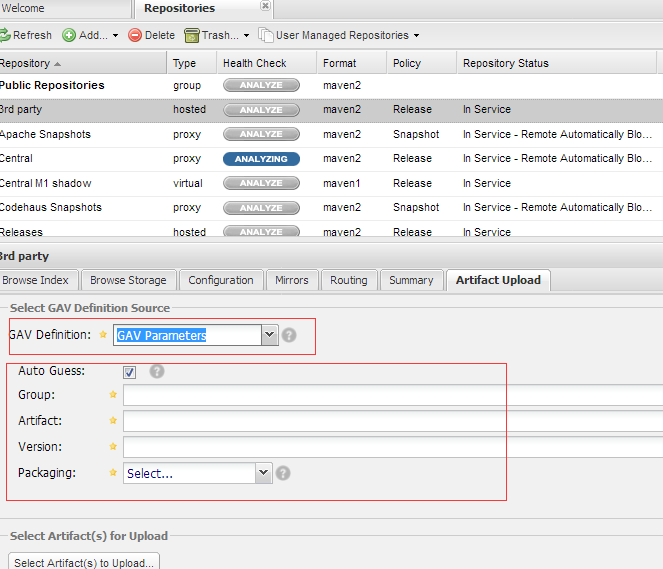 Welcome Repositories
Refresh Add... Delete Trash... User Managed Repositories
Repository Type Health Check Format Policy Repository Status
Public Repositories group ANALYZE maven2
3rd party hosted ANALYZE maven2 Release In Service
Apache Snapshots proxy ANALYZE maven2 Snapshot In Service - Remote Automatically Blo...
Central proxy ANALYZING maven2 Release In Service - Remote Automatically Blo...
Central M1 shadow virtual ANALYZE maven1 Release In Service
Codehaus Snapshots proxy ANALYZE maven2 Snapshot In Service - Remote Automatically Blo...
Releases hosted ANALYZE maven2 Release In Service
3rd party
Browse Index Browse Storage Configuration Mirrors Routing Summary Artifact Upload
Select GAV Definition Source
GAV Definition: GAV Parameters
Auto Guess:
Group:
Artifact:
Version:
Packaging: Select...
Select Artifact(s) for Upload
Select Artifact(s) to Upload...